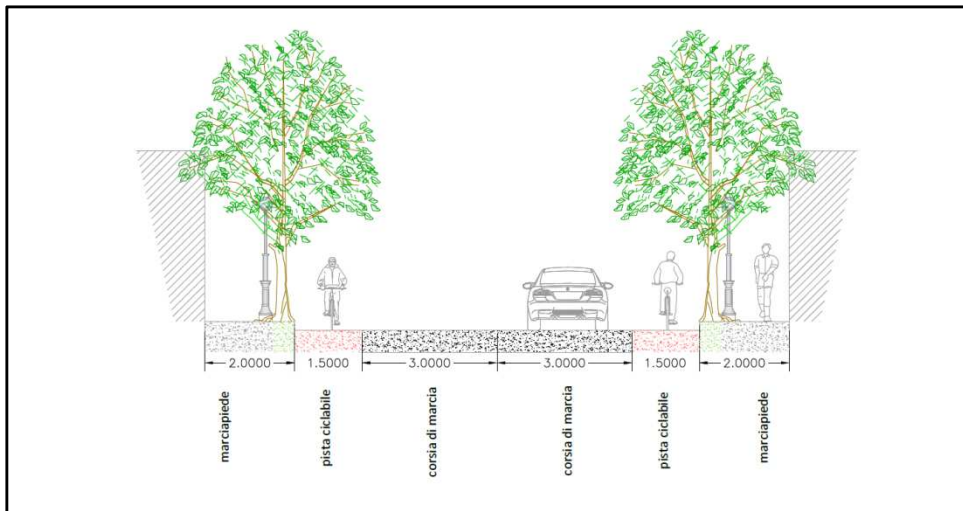 2.0000 1.5000 3.0000 3.0000 1.5000 2.0000
marciapiede
pista ciclabile
corsia di marcia
corsia di marcia
pista ciclabile
marciapiede